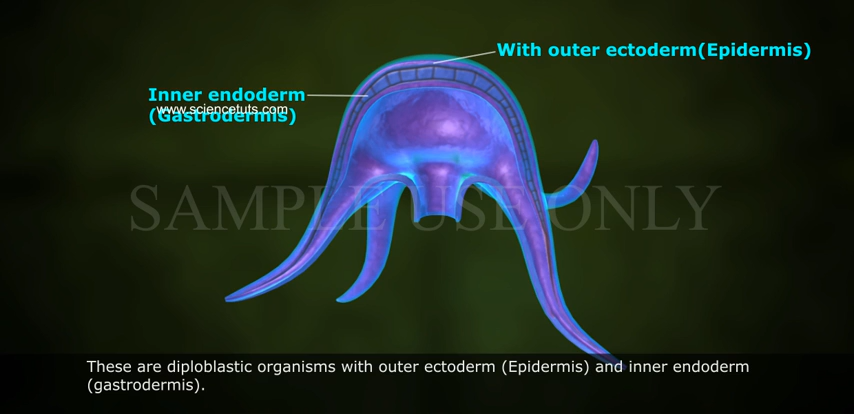 With outer ectoderm(Epidermis)
Inner endoderm
www.sciencetuts.com
(Gastrodermis)
SAMPLE USE ONLY
These are diploblastic organisms with outer ectoderm (Epidermis) and inner endoderm
(gastrodermis).